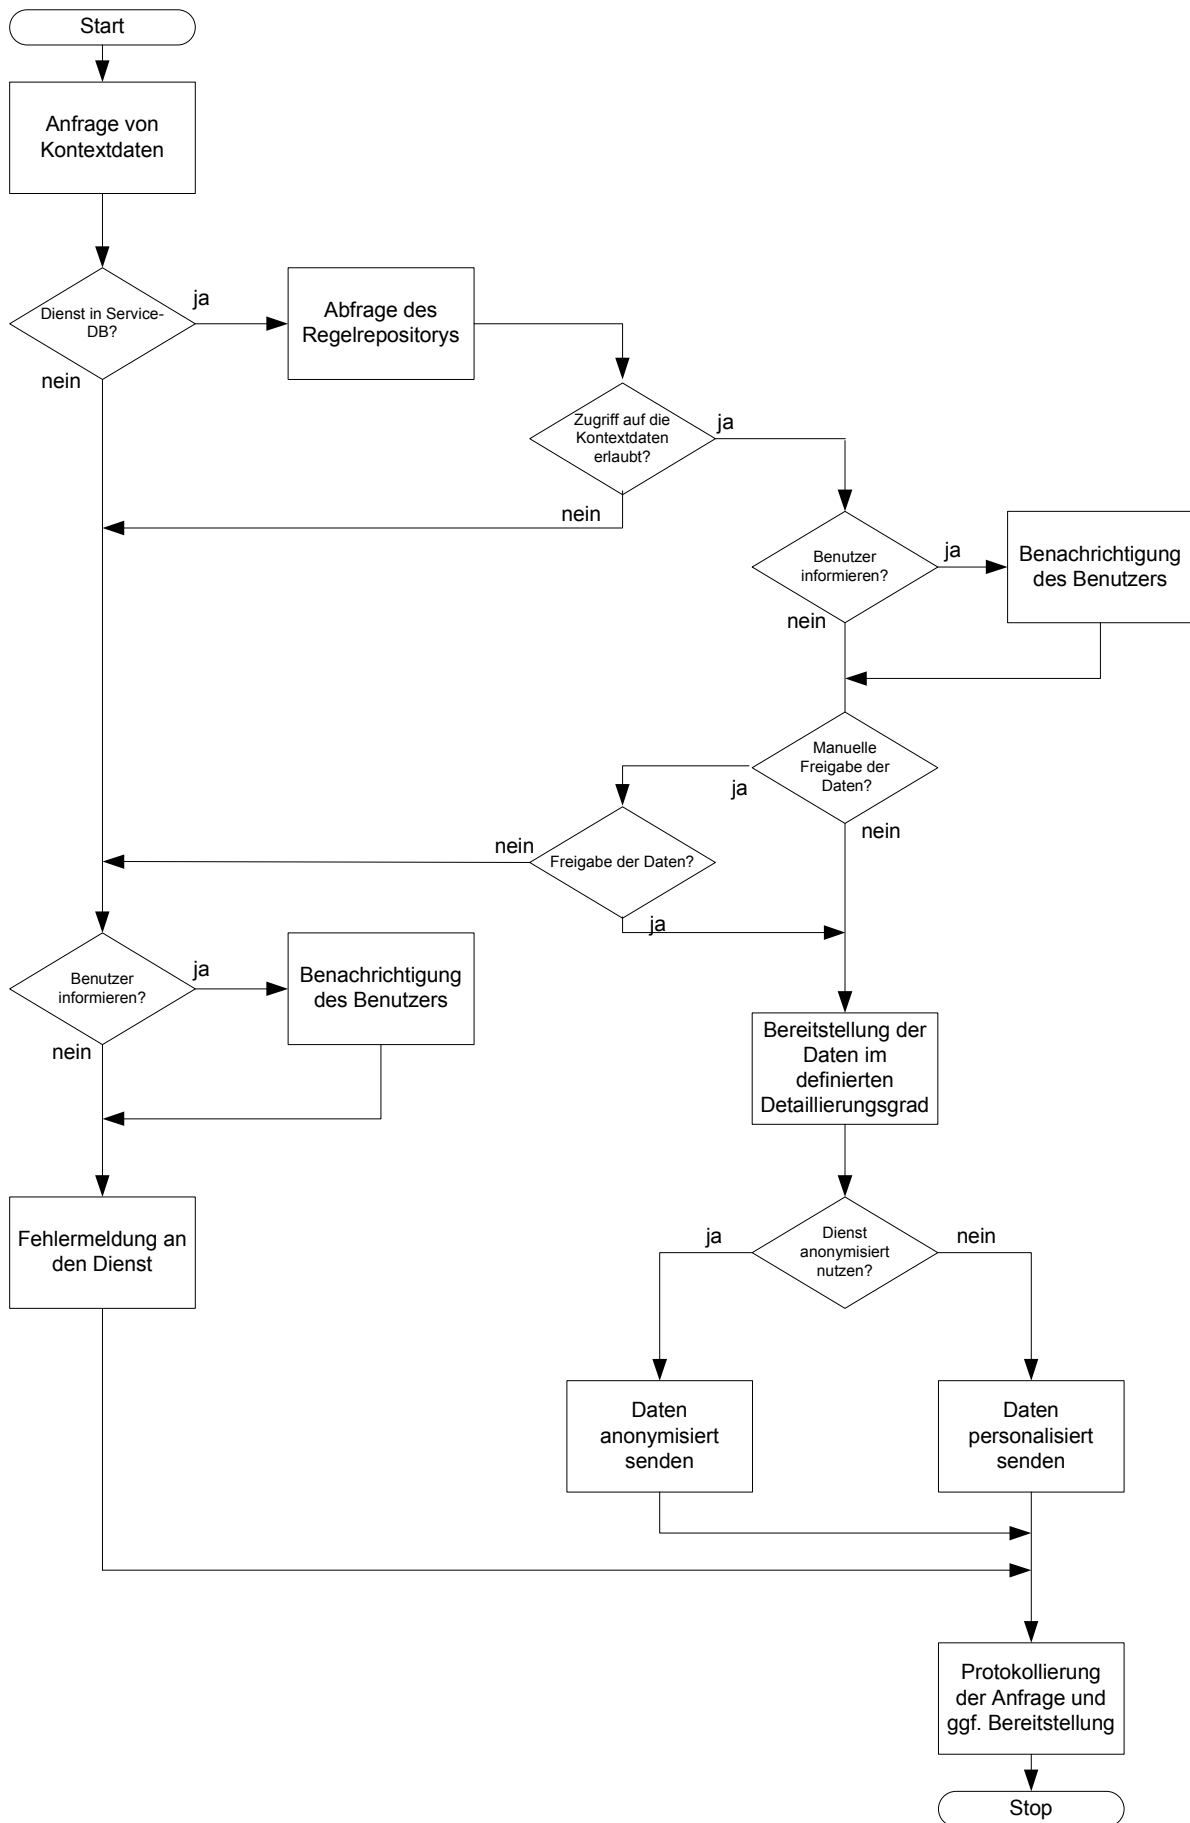 Start
Anfrage von
Kontextdaten
Dienst in Service-
DB?
ja
nein
Abfrage des
Regelrepositorys
Zugriff auf die
Kontextdaten
erlaubt?
ja
nein
Benutzer
informieren?
ja
nein
Benachrichtigung
des Benutzers
Manuelle
Freigabe der
Daten?
ja
nein
Freigabe der Daten?
nein
ja
Benutzer
informieren?
ja
nein
Benachrichtigung
des Benutzers
Bereitstellung der
Daten im
definierten
Detaillierungsgrad
Fehlermeldung an
den Dienst
Dienst
anonymisiert
nutzen?
ja
nein
Daten
anonymisiert
senden
Daten
personalisiert
senden
Protokollierung
der Anfrage und
ggf. Bereitstellung
Stop